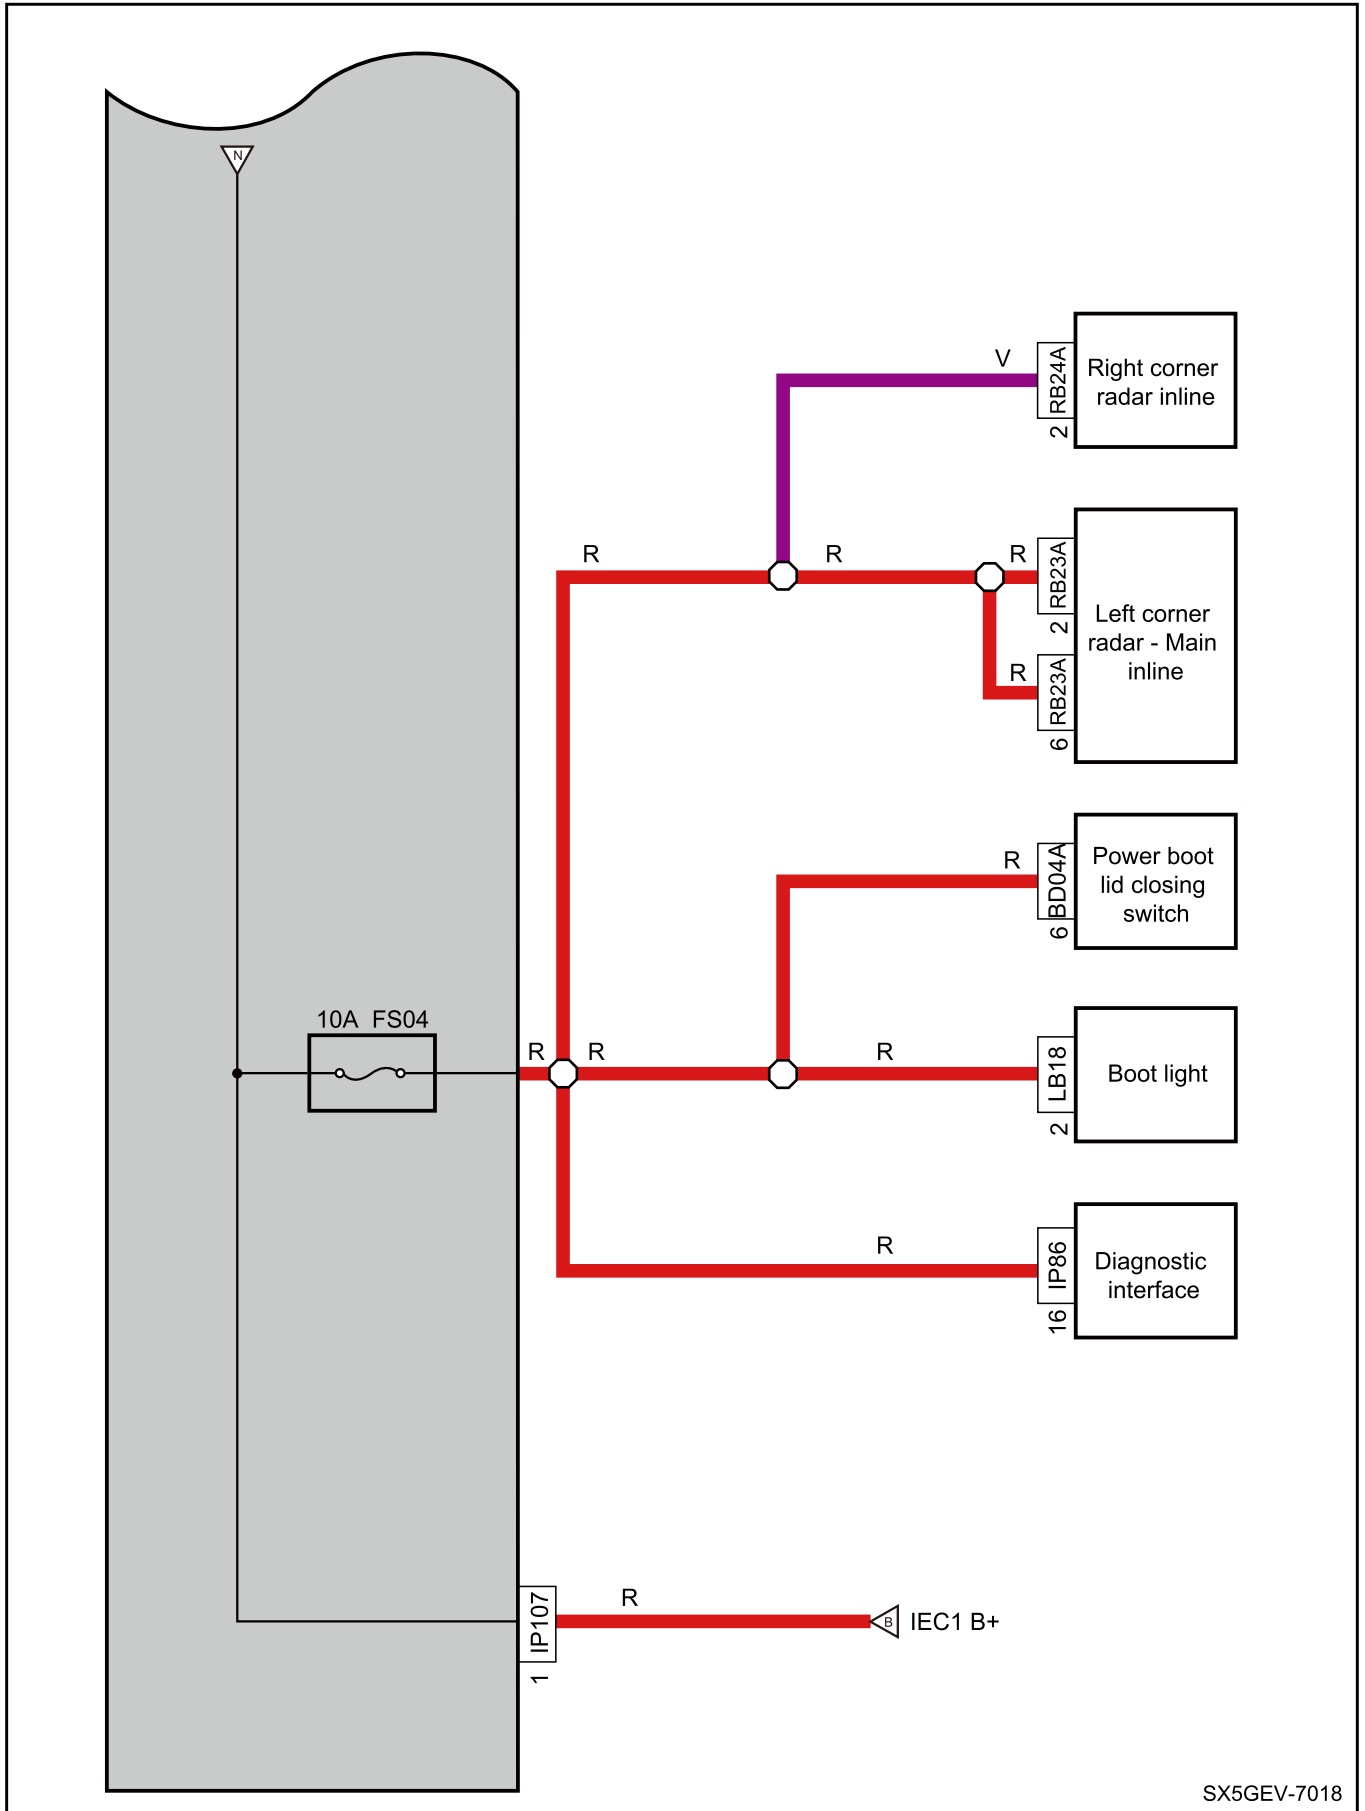 N
V
RB24A
2
Right corner
radar inline
R
R
R
RB23A
2
R
RB23A
6
Left corner
radar - Main
inline
R
BD04A
6
Power boot
lid closing
switch
10A FS04
R
R
R
LB18
2
Boot light
R
IP86
16
Diagnostic
interface
IP107
1
R
B
IEC1 B+
SX5GEV-7018